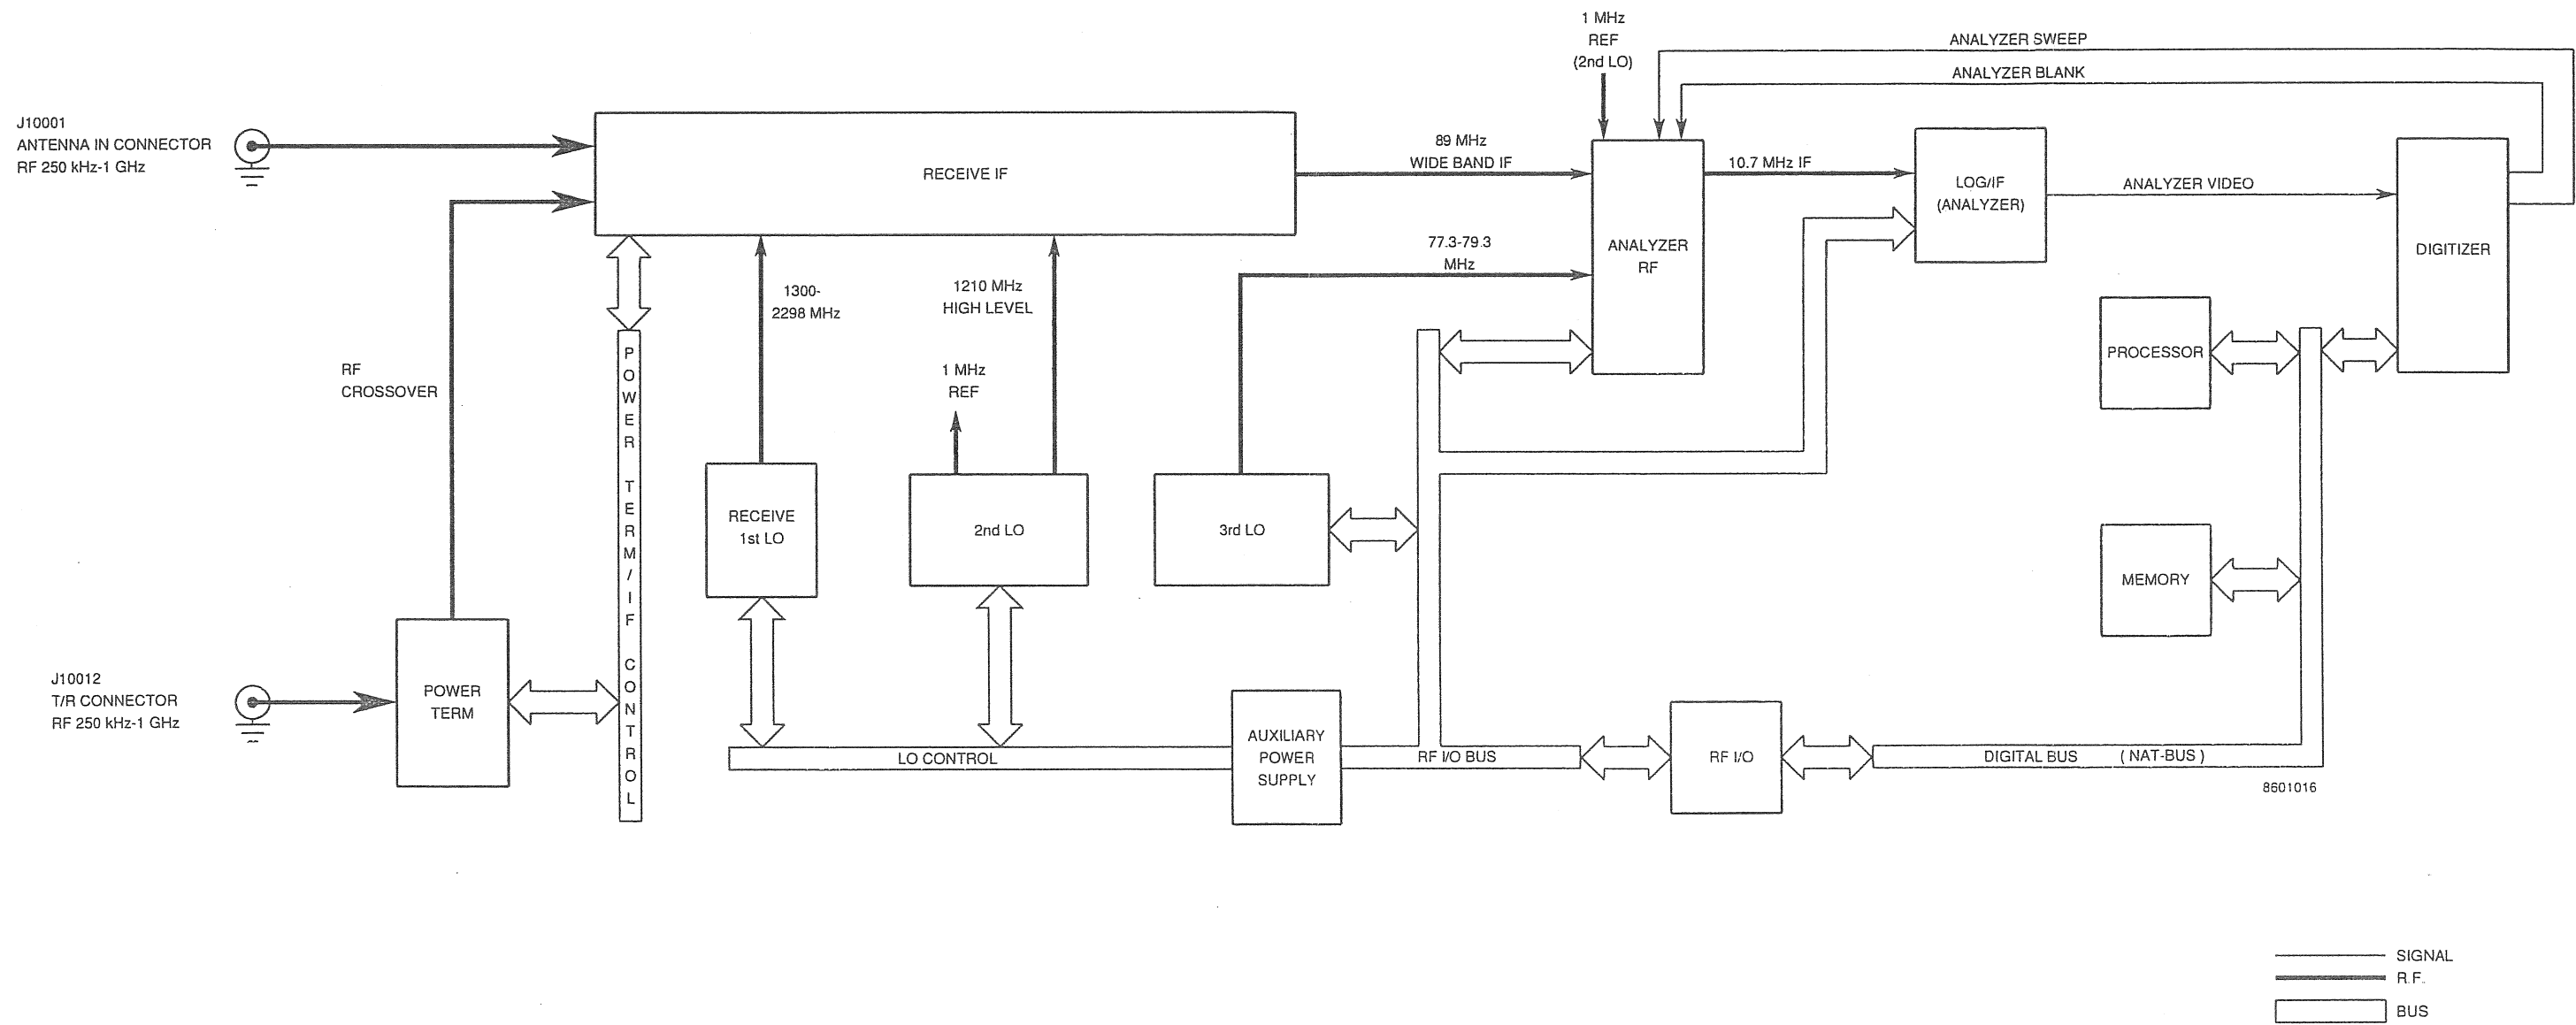 1 MHz
REF
(2nd LO)
ANALYZER SWEEP
ANALYZER BLANK
J10001
ANTENNA IN CONNECTOR
RF 250 kHz-1 GHz
RECEIVE IF
89 MHz
WIDE BAND IF
10.7 MHz IF
LOG/IF
(ANALYZER)
ANALYZER VIDEO
DIGITIZER
ANALYZER
RF
77.3-79.3
MHz
1300-
2298 MHz
1210 MHz
HIGH LEVEL
1 MHz
REF
RF
CROSSOVER
POWER TERM/IF CONTROL
PROCESSOR
RECEIVE
1st LO
2nd LO
3rd LO
MEMORY
J10012
T/R CONNECTOR
RF 250 kHz-1 GHz
POWER
TERM
LO CONTROL
AUXILIARY
POWER
SUPPLY
RF I/O BUS
RF I/O
DIGITAL BUS ( NAT-BUS )
8601016
SIGNAL
R.F.
BUS